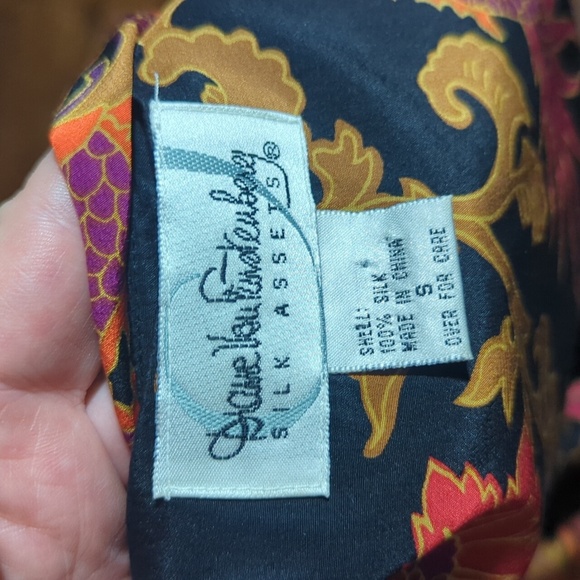 Diane Von Furstenberg
SILK ASSETS®
SHELL:
100% SILK
MADE IN CHINA
S
OVER FOR CARE